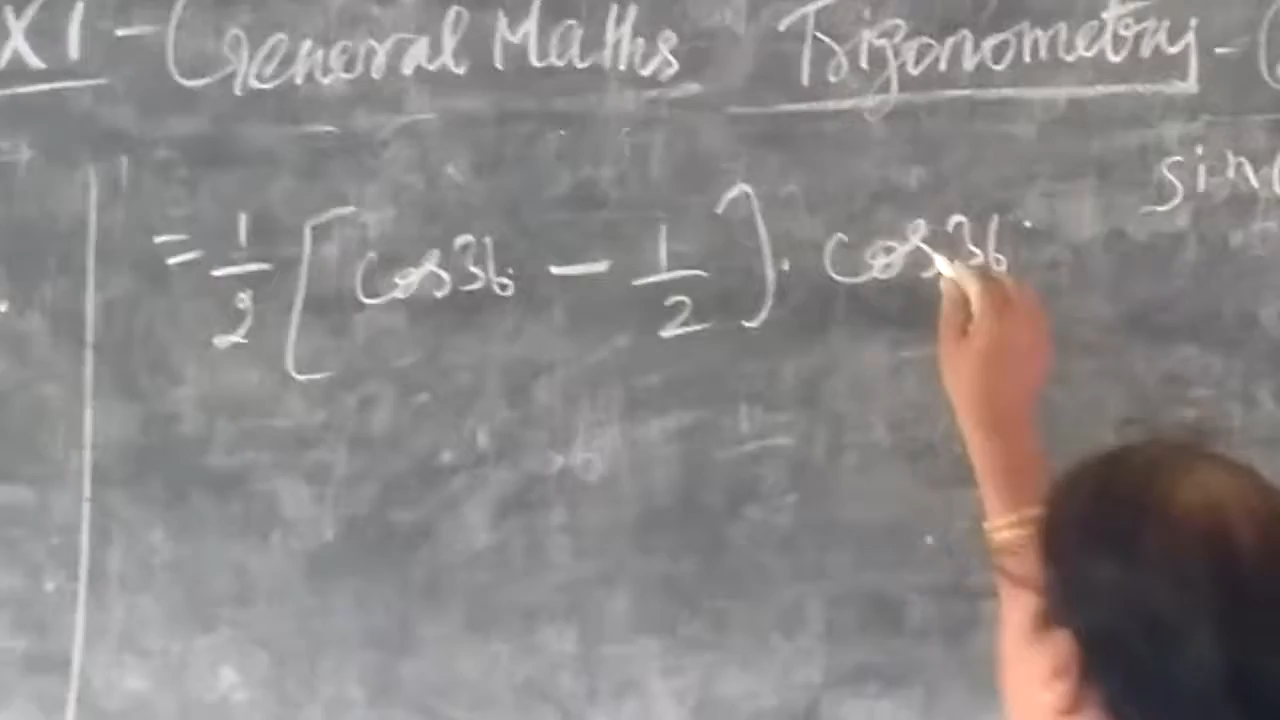 XI - General Maths Trigonometry - (
sin(
= 1/2 [cos36 - 1/2] . cos36